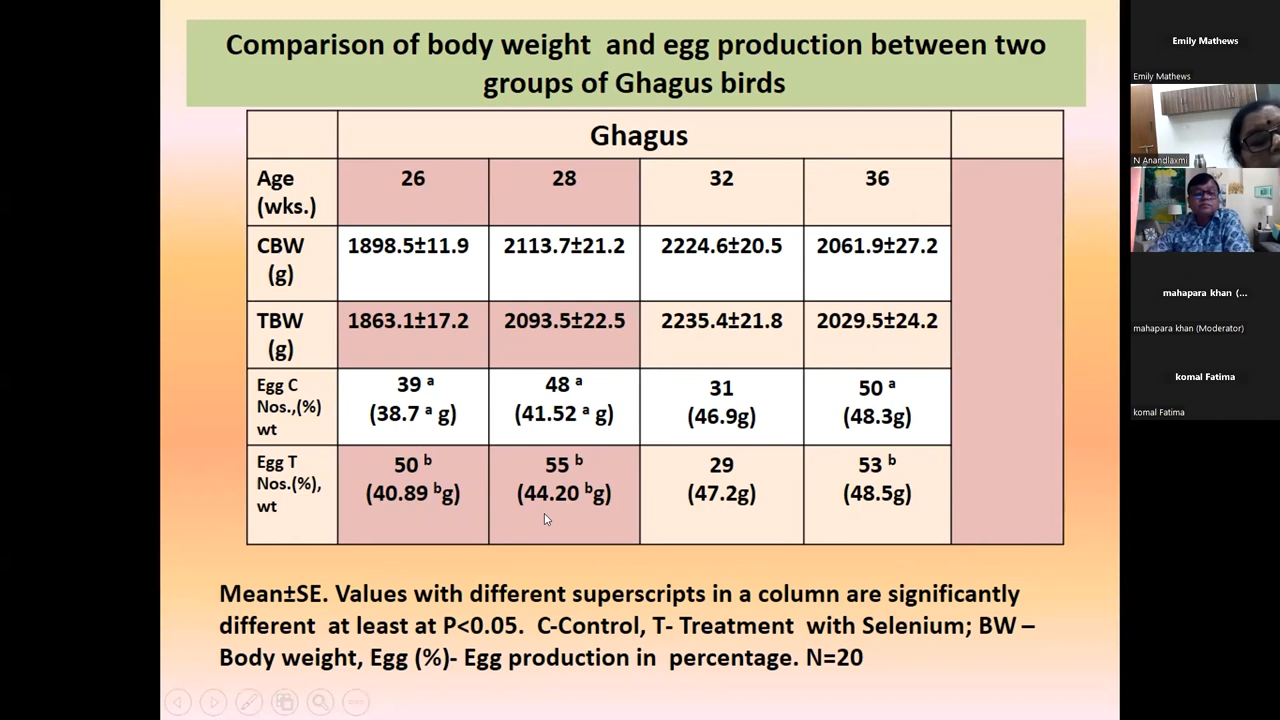 Comparison of body weight and egg production between two
groups of Ghagus birds
Ghagus
Age (wks.) 26 28 32 36
CBW (g) 1898.5±11.9 2113.7±21.2 2224.6±20.5 2061.9±27.2
TBW (g) 1863.1±17.2 2093.5±22.5 2235.4±21.8 2029.5±24.2
Egg C Nos.,(%) wt 39 a (38.7 a g) 48 a (41.52 a g) 31 (46.9g) 50 a (48.3g)
Egg T Nos.(%), wt 50 b (40.89 b g) 55 b (44.20 b g) 29 (47.2g) 53 b (48.5g)
Mean±SE. Values with different superscripts in a column are significantly
different at least at P<0.05. C-Control, T- Treatment with Selenium; BW –
Body weight, Egg (%)- Egg production in percentage. N=20
Emily Mathews
Emily Mathews
N Anandlaxmi
mahapara khan (...
mahapara khan (Moderator)
komal Fatima
komal Fatima